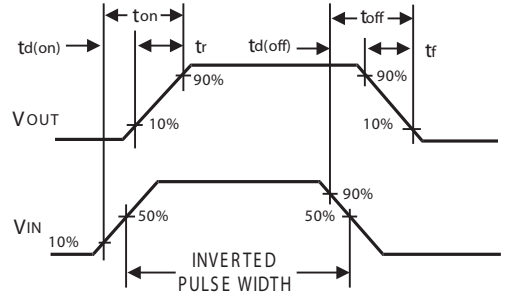 ton toff
td(on) tr td(off) tf
90% 90%
VOUT 10% 10%
90%
VIN 10% 50% 50%
INVERTED
PULSE WIDTH